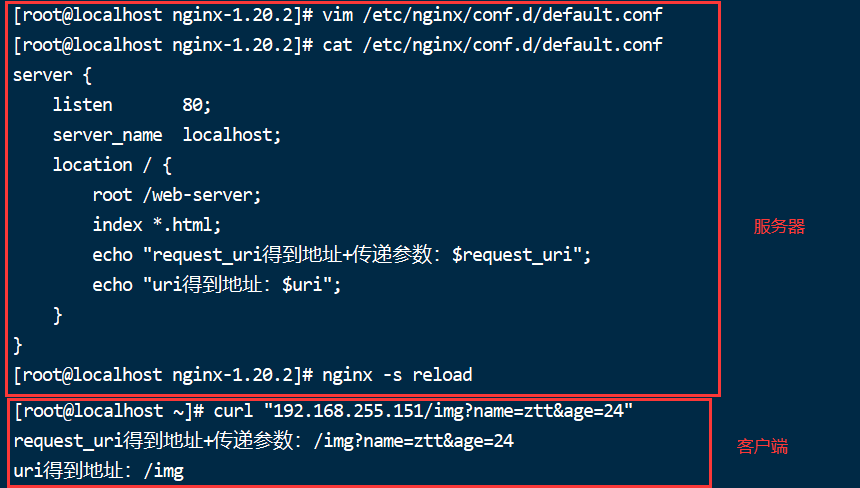 [root@localhost nginx-1.20.2]# vim /etc/nginx/conf.d/default.conf
[root@localhost nginx-1.20.2]# cat /etc/nginx/conf.d/default.conf
server {
    listen       80;
    server_name  localhost;
    location / {
        root /web-server;
        index *.html;
        echo "request_uri得到地址+传递参数: $request_uri";
        echo "uri得到地址: $uri";
    }
}
[root@localhost nginx-1.20.2]# nginx -s reload
服务器
[root@localhost ~]# curl "192.168.255.151/img?name=ztt&age=24"
request_uri得到地址+传递参数: /img?name=ztt&age=24
uri得到地址: /img
客户端